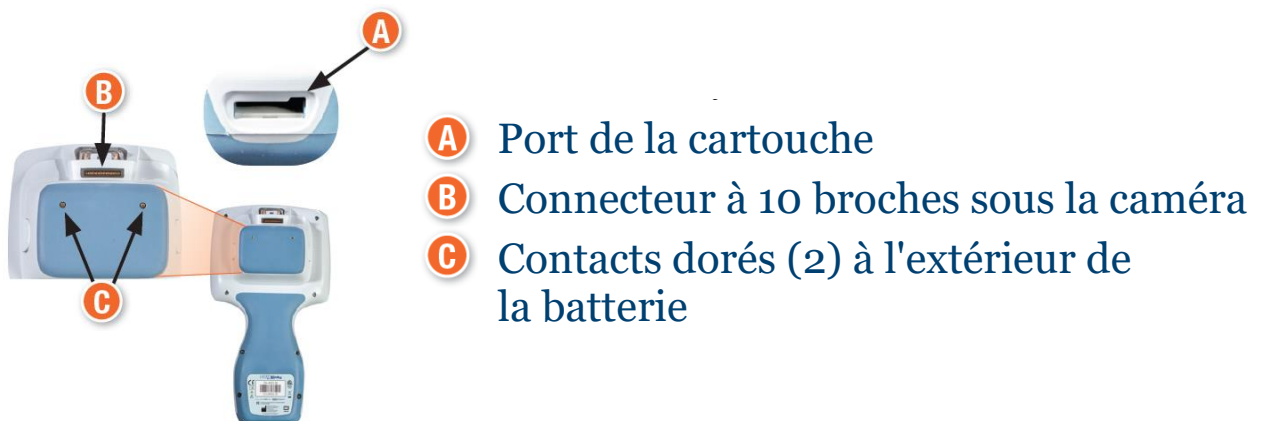 A
B
C
A Port de la cartouche
B Connecteur à 10 broches sous la caméra
C Contacts dorés (2) à l'extérieur de
la batterie